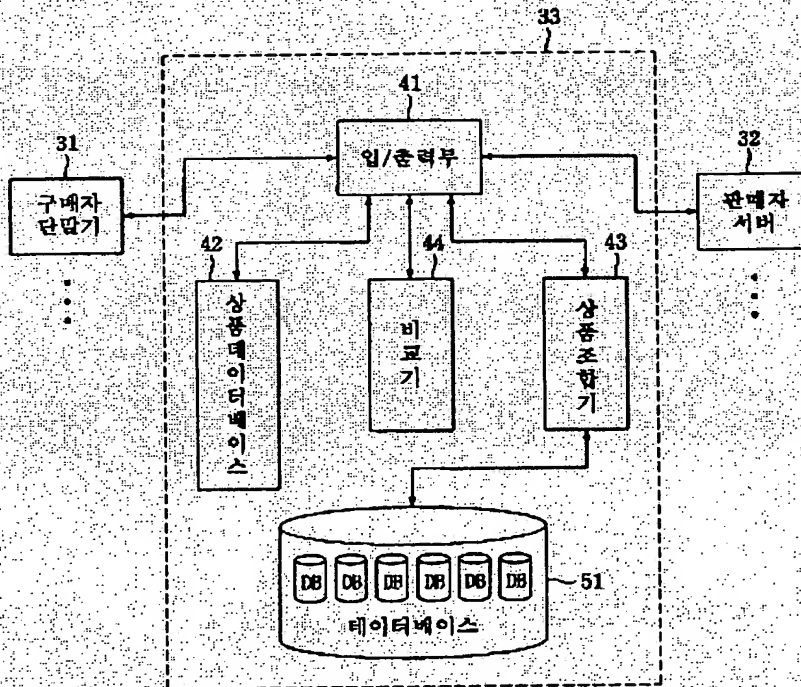 33
41
입/출력부
31
구매자
단말기
32
판매자
서버
42
상품데이터베이스
44
비교기
43
상품조합기
DB DB DB DB DB DB
데이터베이스
51